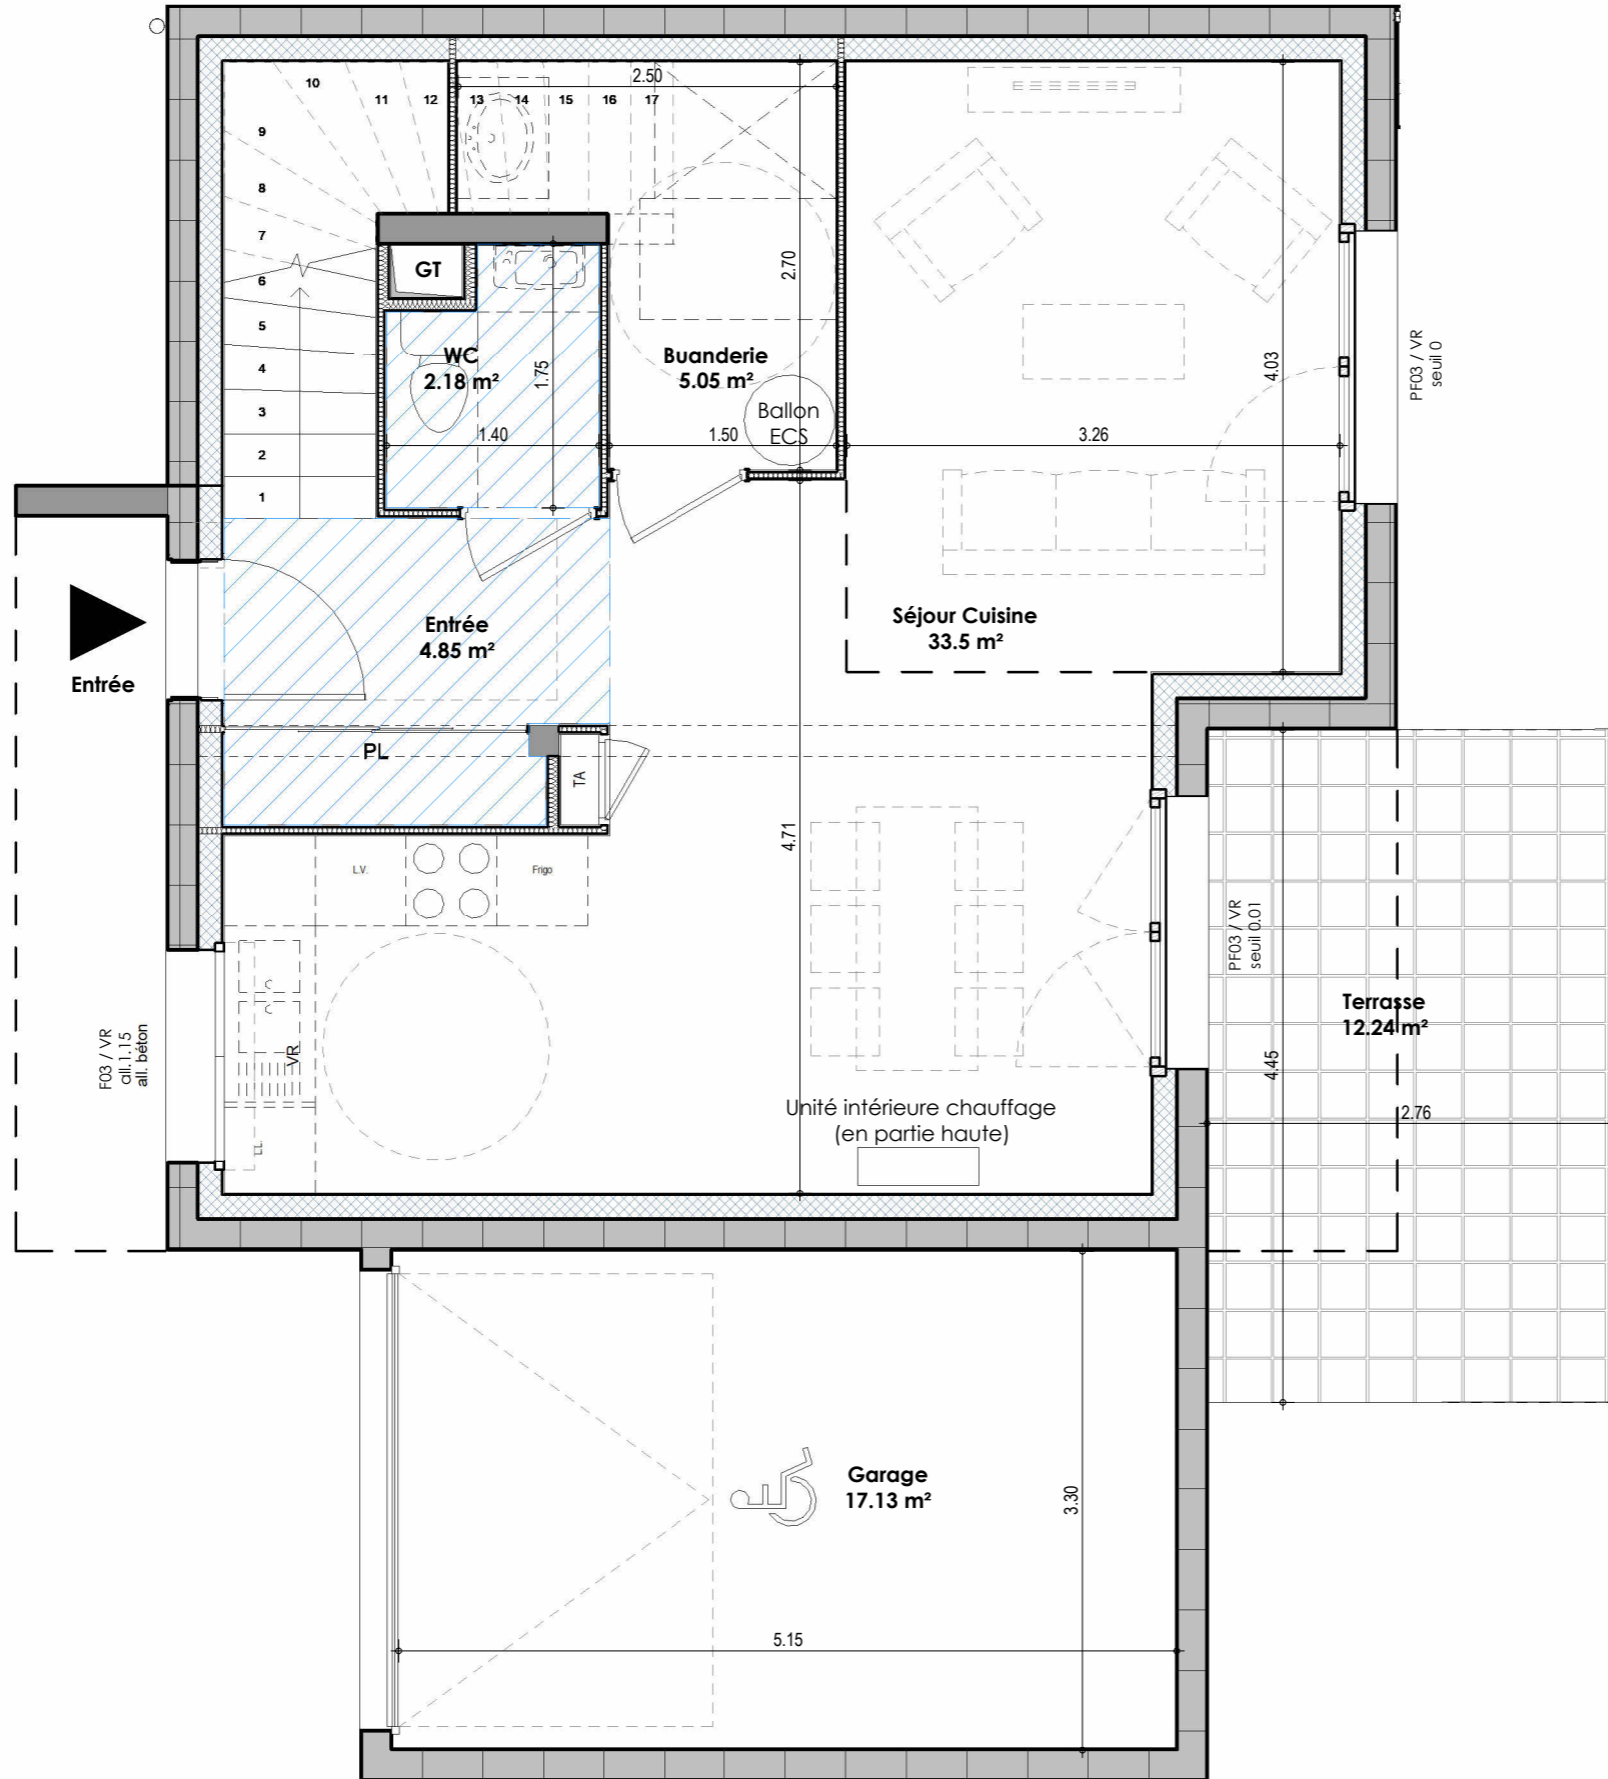 2.50
10
11
12
13
14
15
16
17
9
8
7
6
5
4
3
2
1
GT
WC
2.18 m²
1.75
1.40
2.70
Buanderie
5.05 m²
Ballon
ECS
1.50
3.26
4.03
PF03 / VR
seuil 0
Entrée
Entrée
4.85 m²
Séjour Cuisine
33.5 m²
PL
TA
4.71
L.V.
Frigo
F03 / VR
all. 1.15
all. béton
VR
LL
PF03 / VR
seuil 0.01
Terrasse
12.24 m²
4.45
2.76
Unité intérieure chauffage
(en partie haute)
Garage
17.13 m²
3.30
5.15